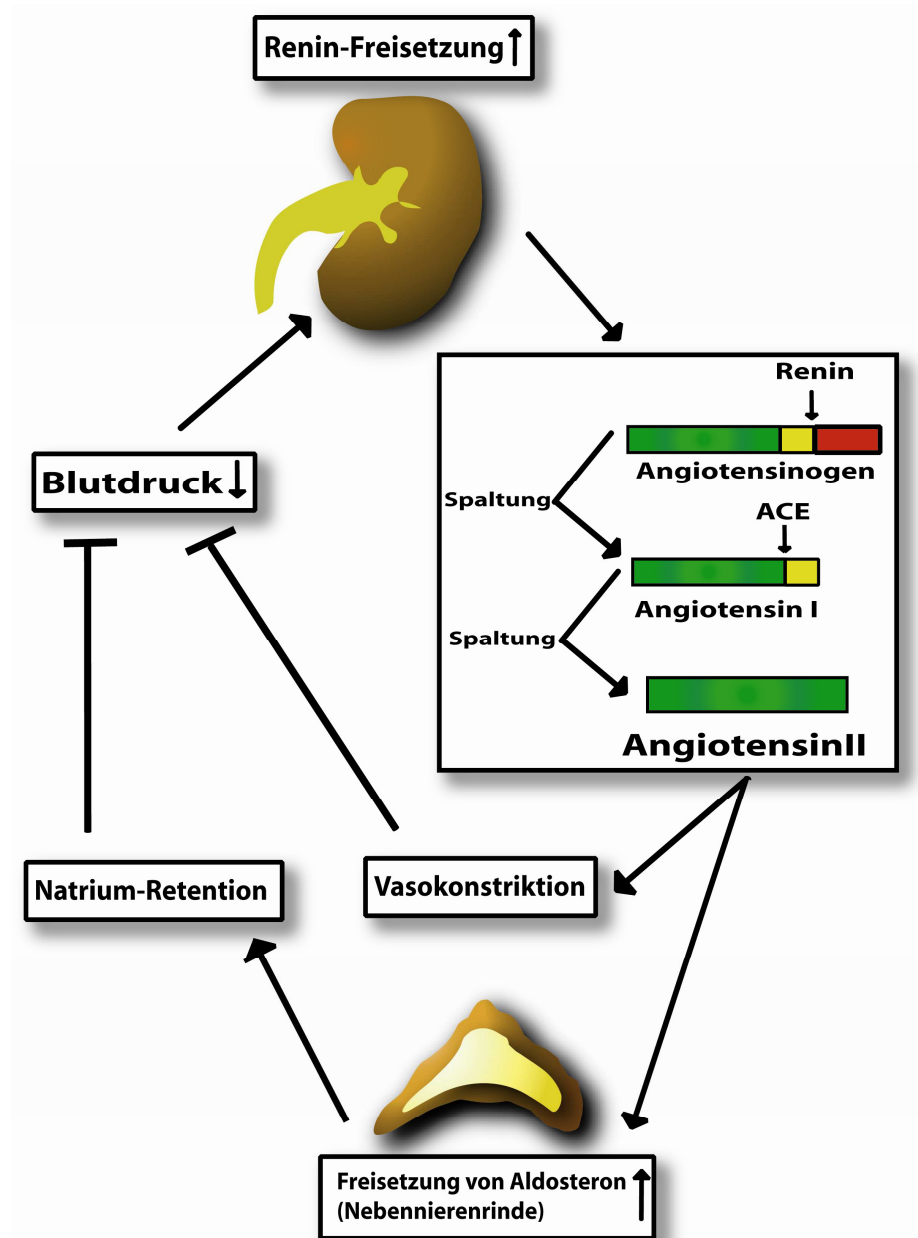 Renin-Freisetzung↑
Renin
Angiotensinogen
Spaltung
ACE
Angiotensin I
Spaltung
AngiotensinII
Blutdruck↓
Natrium-Retention
Vasokonstriktion
Freisetzung von Aldosteron↑
(Nebennierenrinde)